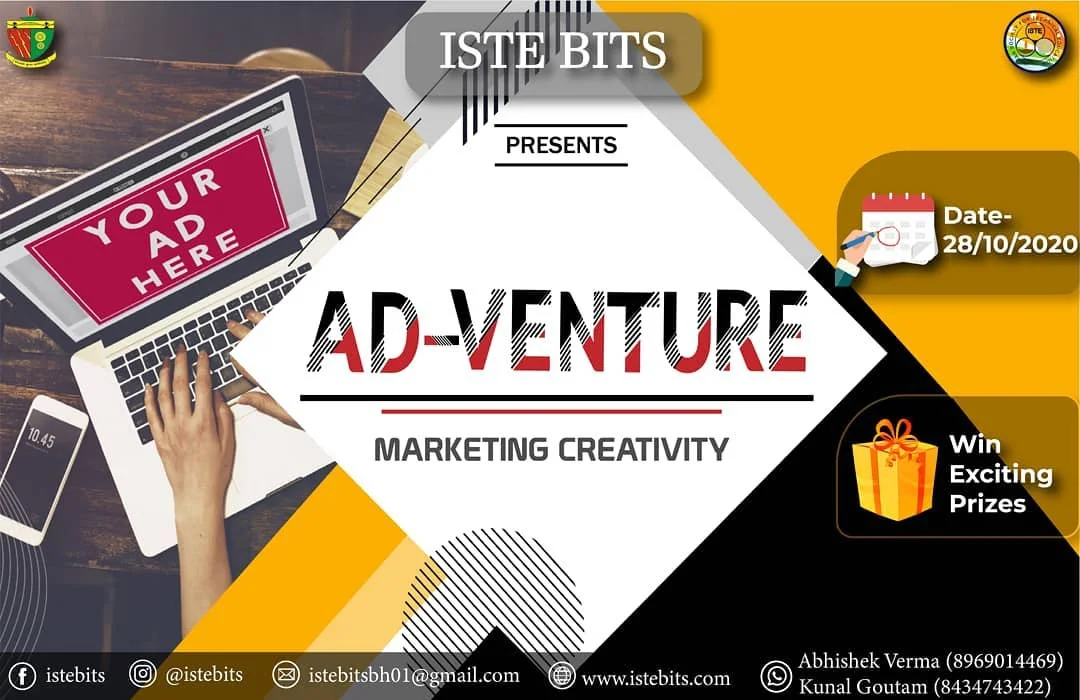 ISTE BITS
PRESENTS
YOUR
AD
HERE
10.45
AD-VENTURE
MARKETING CREATIVITY
Date-
28/10/2020
Win
Exciting
Prizes
ISTE
istebits
@istebits
istebitsbh01@gmail.com
www.istebits.com
Abhishek Verma (8969014469)
Kunal Goutam (8434743422)